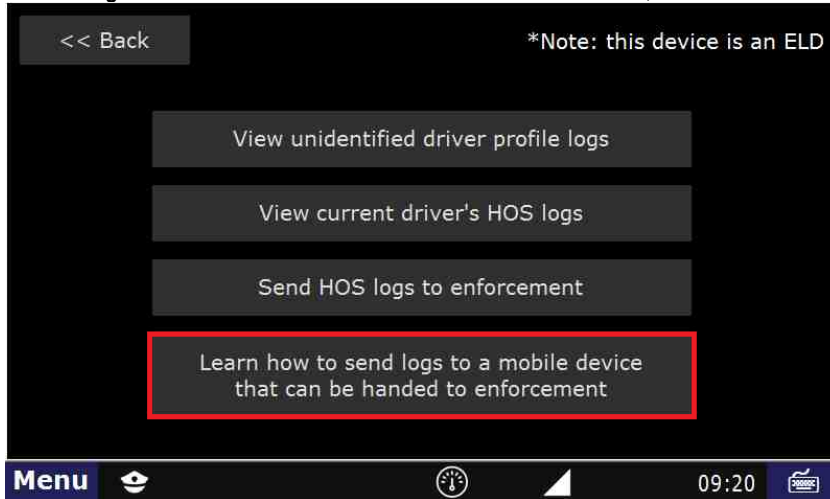 << Back
*Note: this device is an ELD
View unidentified driver profile logs
View current driver's HOS logs
Send HOS logs to enforcement
Learn how to send logs to a mobile device
that can be handed to enforcement
Menu
09:20